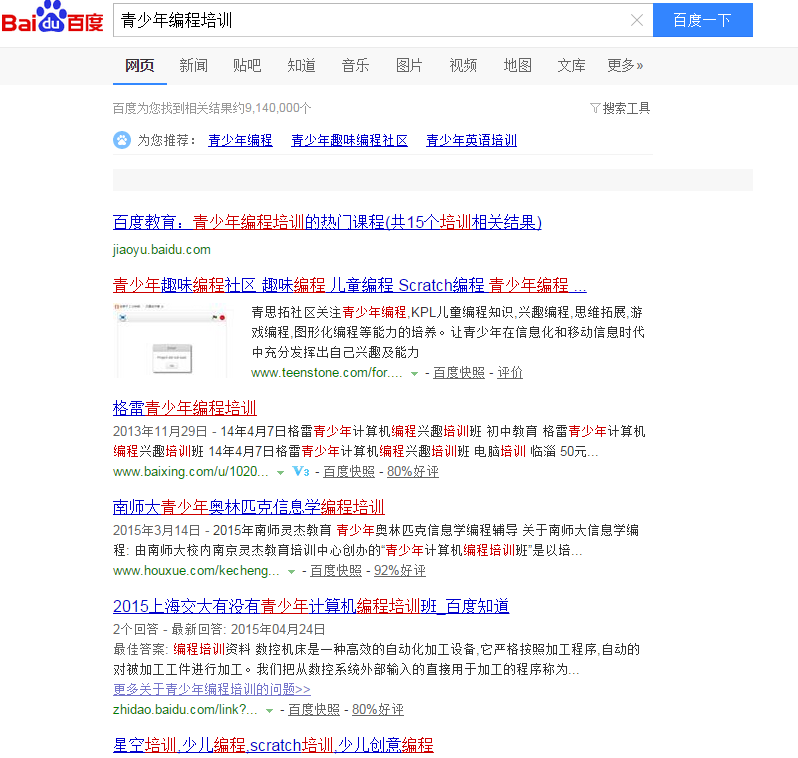 Bai du 百度
青少年编程培训
百度一下
网页 新闻 贴吧 知道 音乐 图片 视频 地图 文库 更多»
百度为您找到相关结果约9,140,000个
搜索工具
为您推荐： 青少年编程 青少年趣味编程社区 青少年英语培训
百度教育：青少年编程培训的热门课程(共15个培训相关结果)
jiaoyu.baidu.com
青少年趣味编程社区 趣味编程 儿童编程 Scratch编程 青少年编程 ...
青思拓社区关注青少年编程,KPL儿童编程知识,兴趣编程,思维拓展,游
戏编程,图形化编程等能力的培养。让青少年在信息化和移动信息时代
中充分发挥出自己兴趣及能力
www.teenstone.com/for.... - 百度快照 - 评价
格雷青少年编程培训
2013年11月29日 - 14年4月7日格雷青少年计算机编程兴趣培训班 初中教育 格雷青少年计算机
编程兴趣培训班 14年4月7日格雷青少年计算机编程兴趣培训班 电脑培训 临淄 50元...
www.baixing.com/u/1020... V3 - 百度快照 - 80%好评
南师大青少年奥林匹克信息学编程培训
2015年3月14日 - 2015年南师灵杰教育 青少年奥林匹克信息学编程辅导 关于南师大信息学编
程: 由南师大校内南京灵杰教育培训中心创办的“青少年计算机编程培训班”是以培...
www.houxue.com/kecheng... - 百度快照 - 92%好评
2015上海交大有没有青少年计算机编程培训班_百度知道
2个回答 - 最新回答: 2015年04月24日
最佳答案: 编程培训资料 数控机床是一种高效的自动化加工设备,它严格按照加工程序,自动的
对被加工工件进行加工。我们把从数控系统外部输入的直接用于加工的程序称为...
更多关于青少年编程培训的问题>>
zhidao.baidu.com/link?... - 百度快照 - 80%好评
星空培训,少儿编程,scratch培训,少儿创意编程